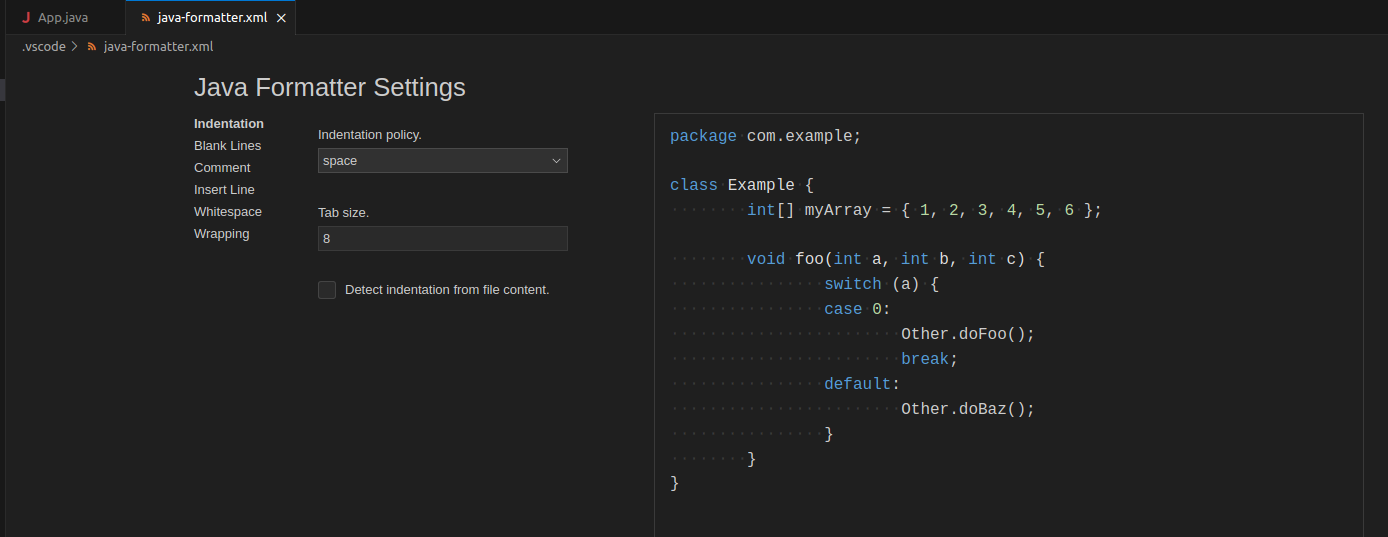 J App.java java-formatter.xml
.vscode > java-formatter.xml
Java Formatter Settings
Indentation
Blank Lines
Comment
Insert Line
Whitespace
Wrapping
Indentation policy.
space
Tab size.
8
Detect indentation from file content.
package com.example;
class Example {
        int[] myArray = { 1, 2, 3, 4, 5, 6 };
        void foo(int a, int b, int c) {
                switch (a) {
                case 0:
                        Other.doFoo();
                        break;
                default:
                        Other.doBaz();
                }
        }
}